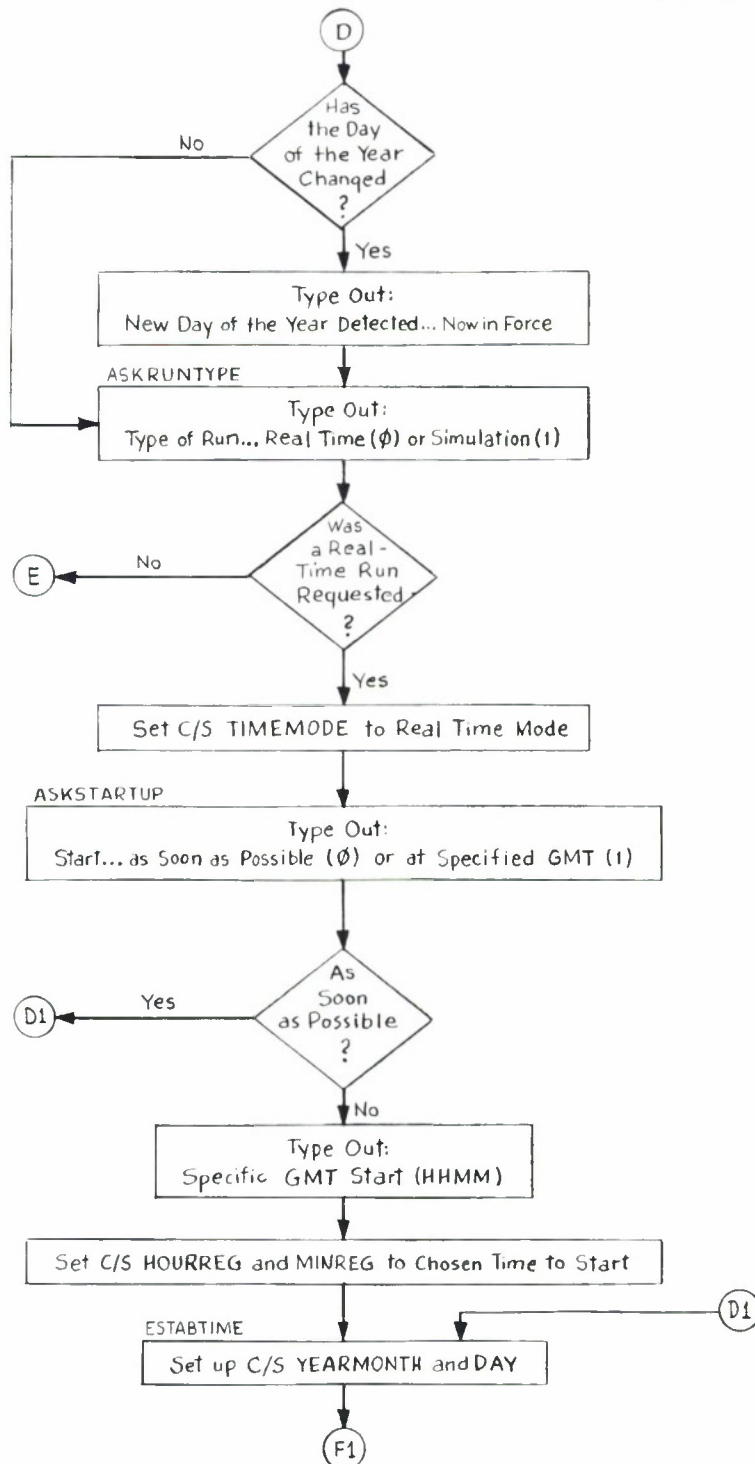 D
Has
the Day
of the Year
Changed
?
No
Yes
Type Out:
New Day of the Year Detected... Now in Force
ASKRUNTYPE
Type Out:
Type of Run... Real Time (Ø) or Simulation (1)
Was
a Real-
Time Run
Requested
?
No
E
Yes
Set C/S TIMEMODE to Real Time Mode
ASKSTARTUP
Type Out:
Start... as Soon as Possible (Ø) or at Specified GMT (1)
As
Soon
as Possible
?
Yes
D1
No
Type Out:
Specific GMT Start (HHMM)
Set C/S HOURREG and MINREG to Chosen Time to Start
D1
ESTABTIME
Set up C/S YEARMONTH and DAY
F1